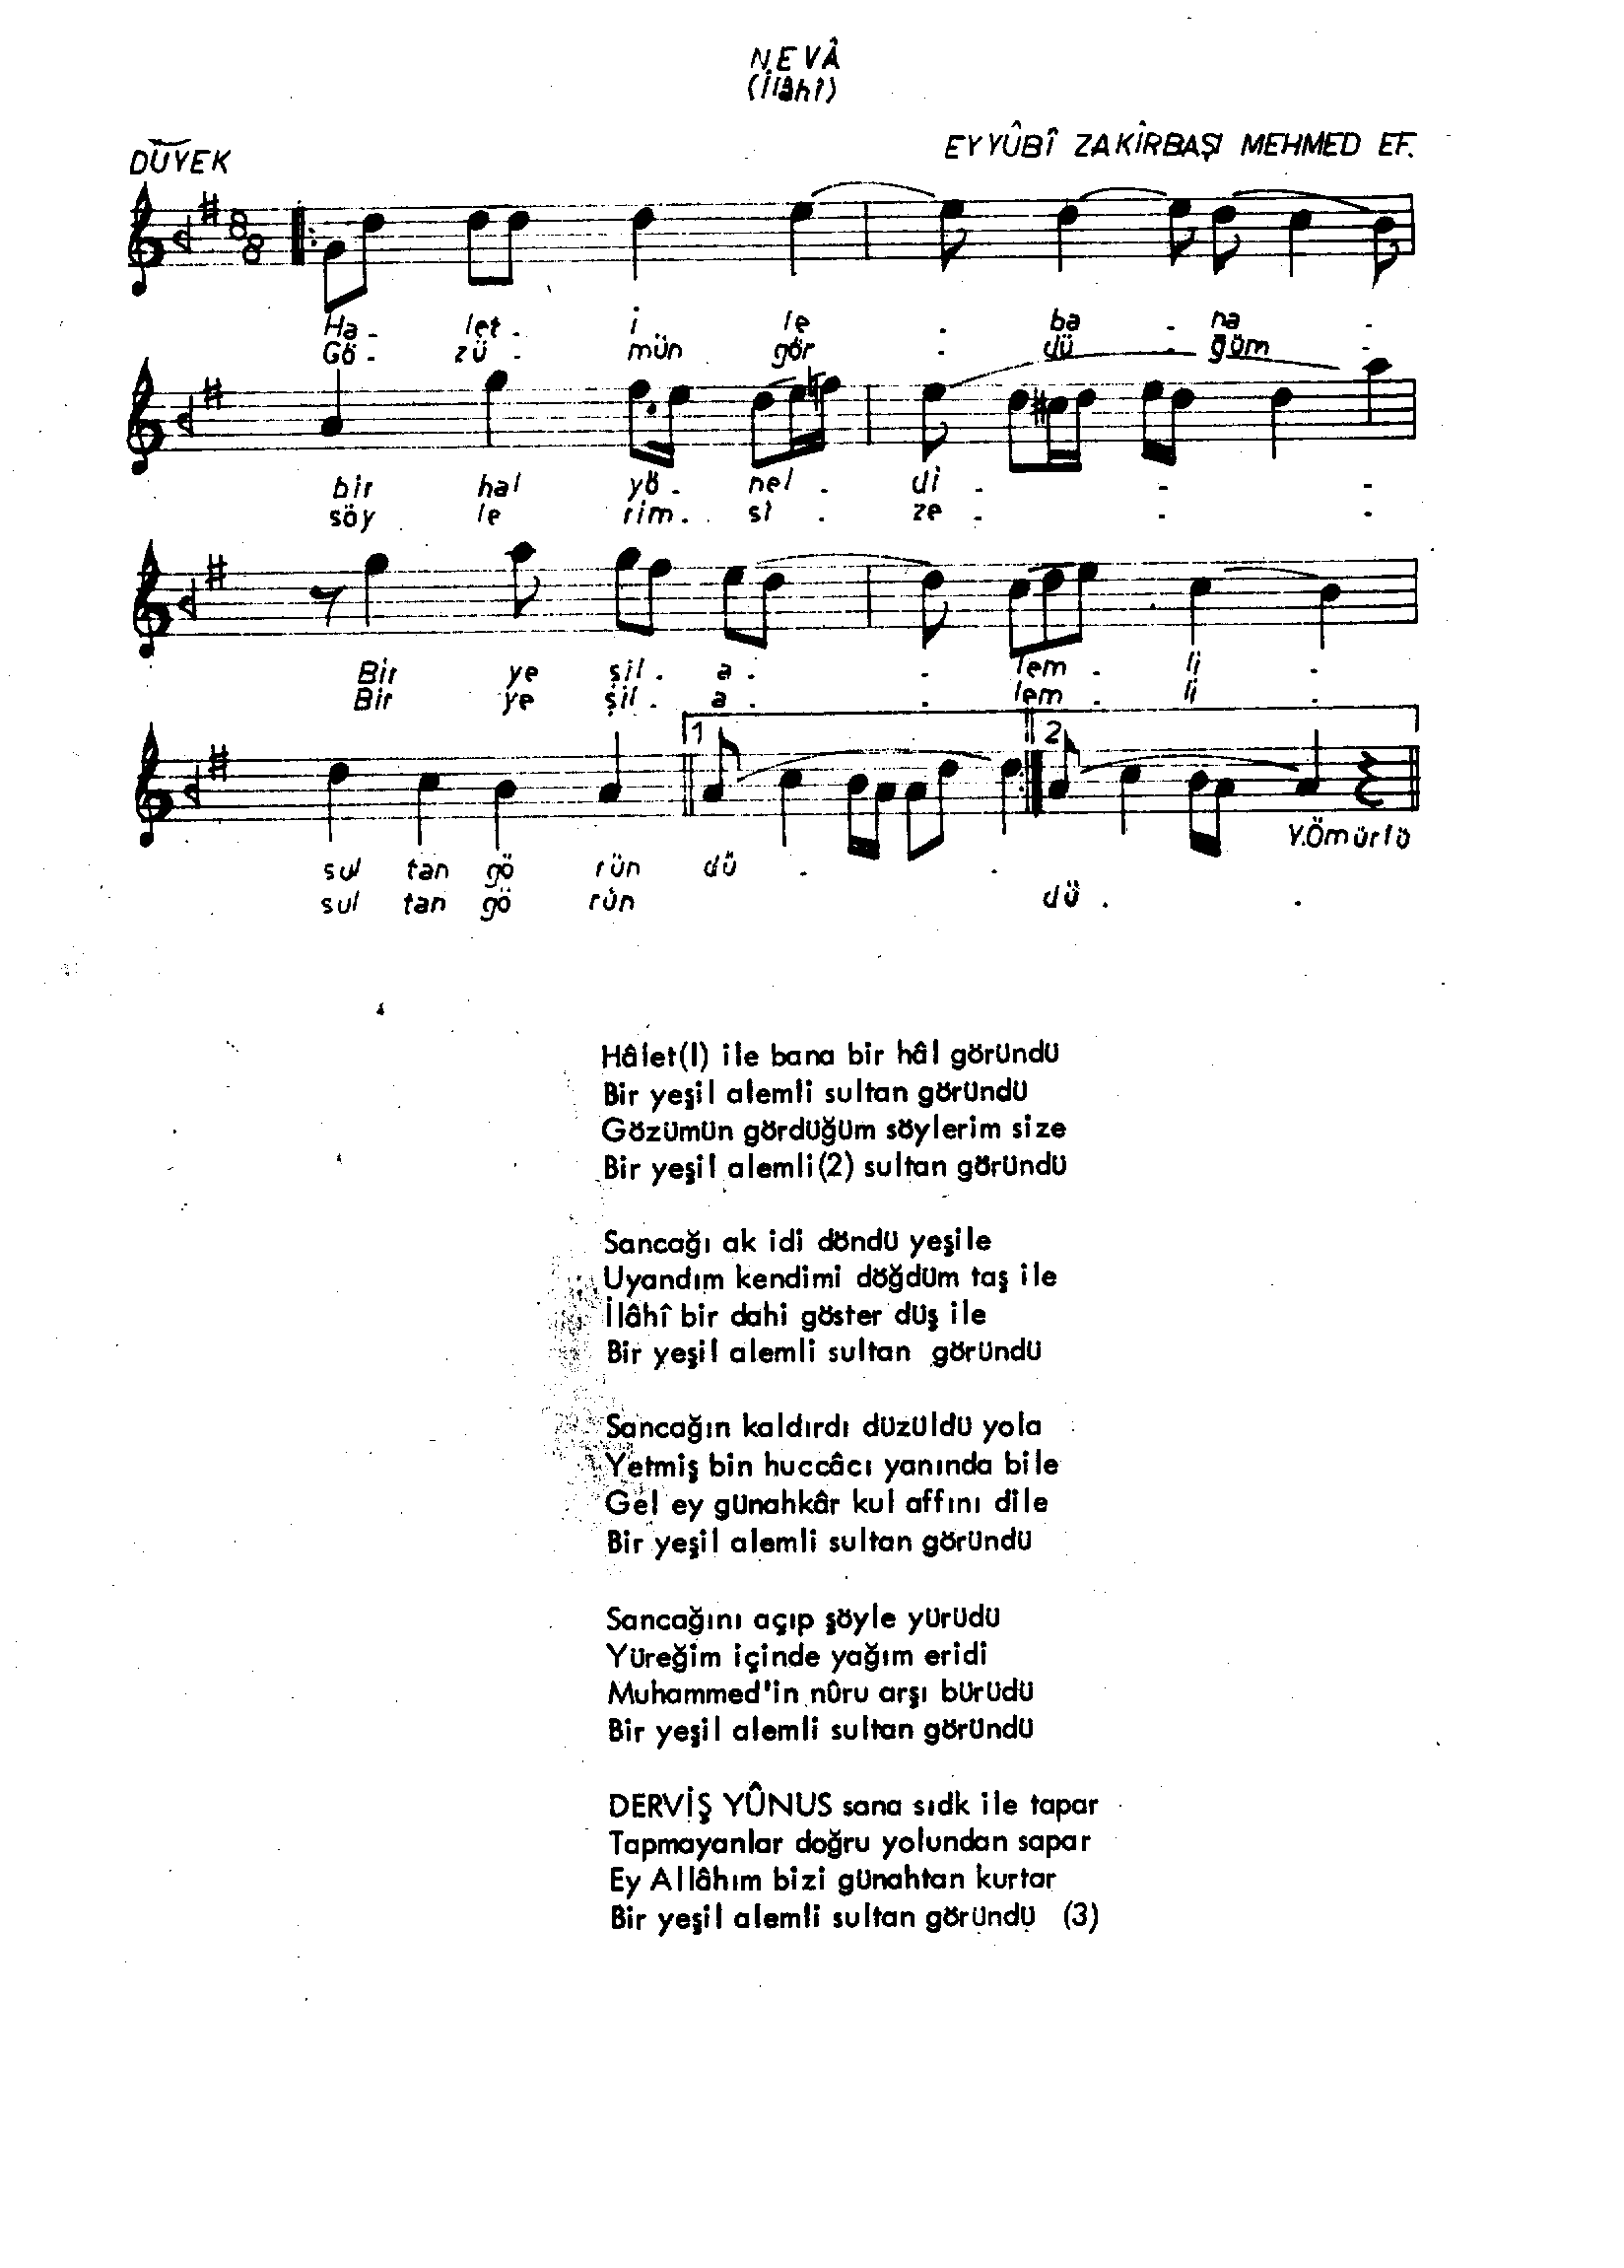 NEVÂ
(İlâhî)
DÜYEK
EYYÛBÎ ZAKİRBAŞI MEHMED EF.
8
8
Ha - let - i le - ba - na -
Gö - zü - mün gör - dü - ğüm -
bir hal yö - nel - di - - -
söy le rim - si - ze - - -
Bir ye şil - a - - lem - li -
Bir ye şil - a - - lem - li -
1 2
Y.Ömürlü
sul tan gö rün dü - -
sul tan gö rün dü - -
Hâlet(I) ile bana bir hâl göründü
Bir yeşil alemli sultan göründü
Gözümün gördüğüm söylerim size
Bir yeşil alemli(2) sultan göründü
Sancağı ak idi döndü yeşile
Uyandım kendimi döğdüm taş ile
İlâhî bir dahi göster düş ile
Bir yeşil alemli sultan göründü
Sancağın kaldırdı düzüldü yola
Yetmiş bin huccâcı yanında bile
Gel ey günahkâr kul affını dile
Bir yeşil alemli sultan göründü
Sancağını açıp şöyle yürüdü
Yüreğim içinde yağım eridi
Muhammed'in nûru arşı bürüdü
Bir yeşil alemli sultan göründü
DERVİŞ YÛNUS sana sıdk ile tapar
Tapmayanlar doğru yolundan sapar
Ey Allâhım bizi günahtan kurtar
Bir yeşil alemli sultan göründü (3)